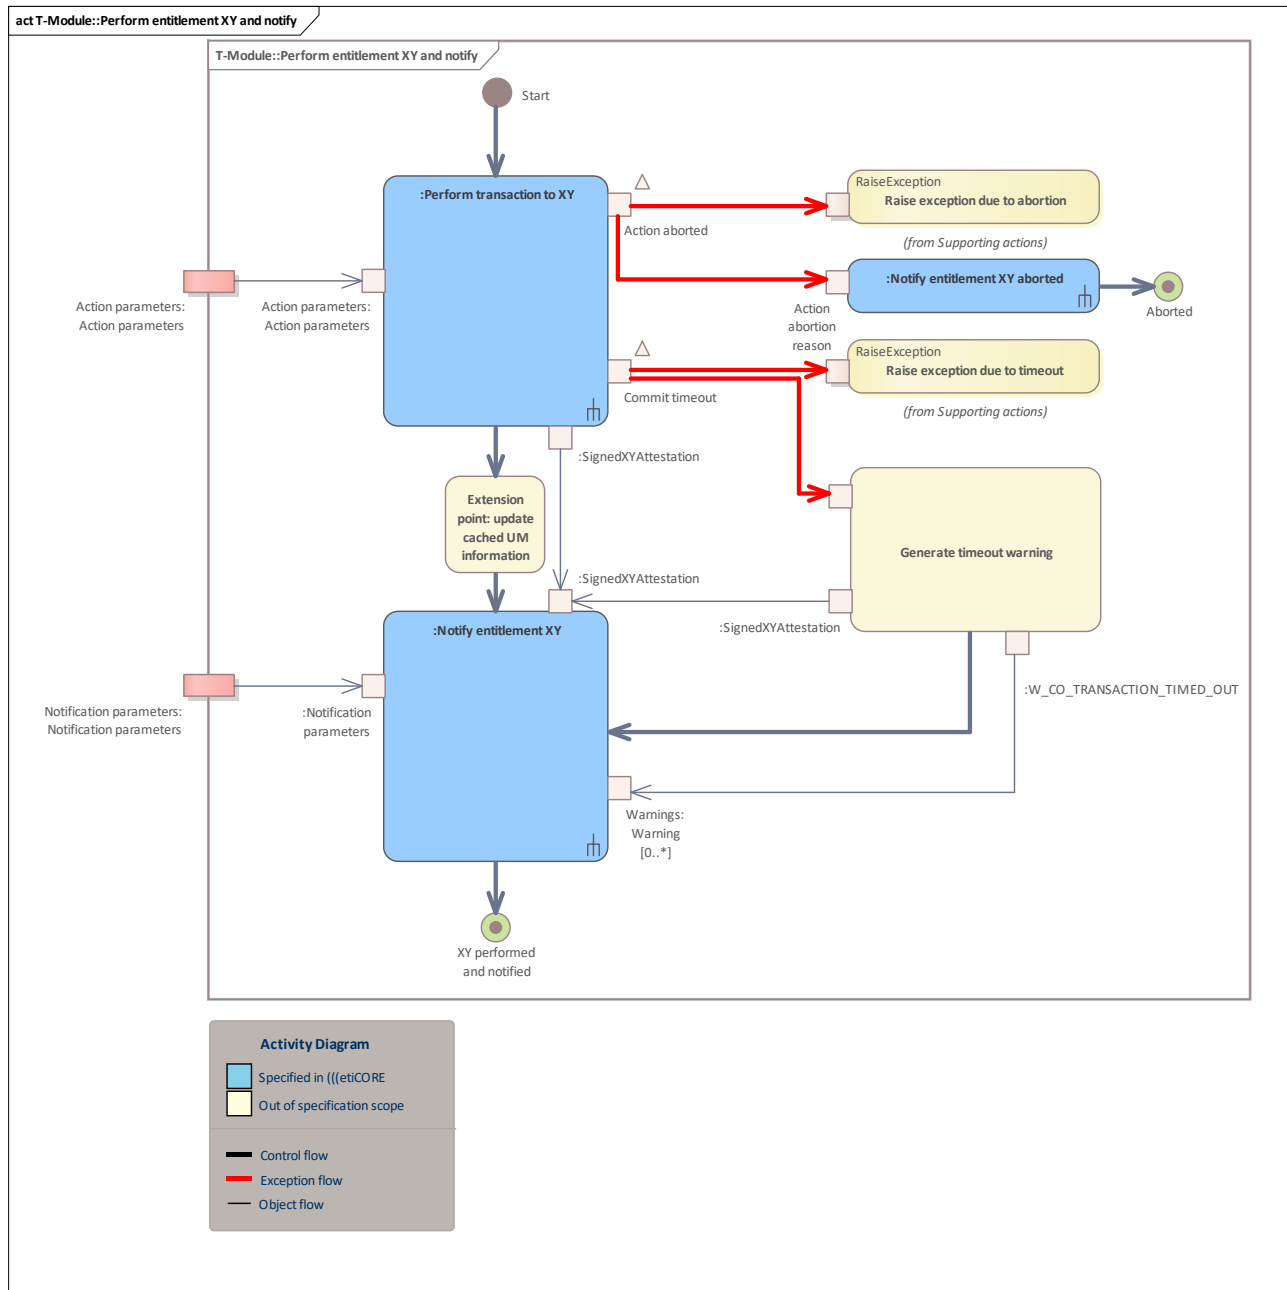 act T-Module::Perform entitlement XY and notify
T-Module::Perform entitlement XY and notify
Start
:Perform transaction to XY
Action aborted
RaiseException
Raise exception due to abortion
(from Supporting actions)
:Notify entitlement XY aborted
Aborted
Action parameters:
Action parameters
Action parameters:
Action parameters
Action
abortion
reason
RaiseException
Raise exception due to timeout
(from Supporting actions)
Commit timeout
:SignedXYAttestation
Extension
point: update
cached UM
information
Generate timeout warning
:SignedXYAttestation
:SignedXYAttestation
:Notify entitlement XY
:W_CO_TRANSACTION_TIMED_OUT
Notification parameters:
Notification parameters
:Notification
parameters
Warnings:
Warning
[0..*]
XY performed
and notified
Activity Diagram
Specified in (((etiCORE
Out of specification scope
Control flow
Exception flow
Object flow